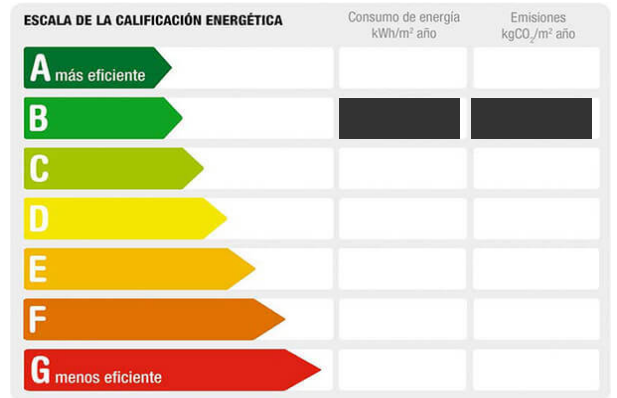 ESCALA DE LA CALIFICACIÓN ENERGÉTICA
Consumo de energía
kWh/m² año
Emisiones
kgCO₂/m² año
A más eficiente
B
C
D
E
F
G menos eficiente